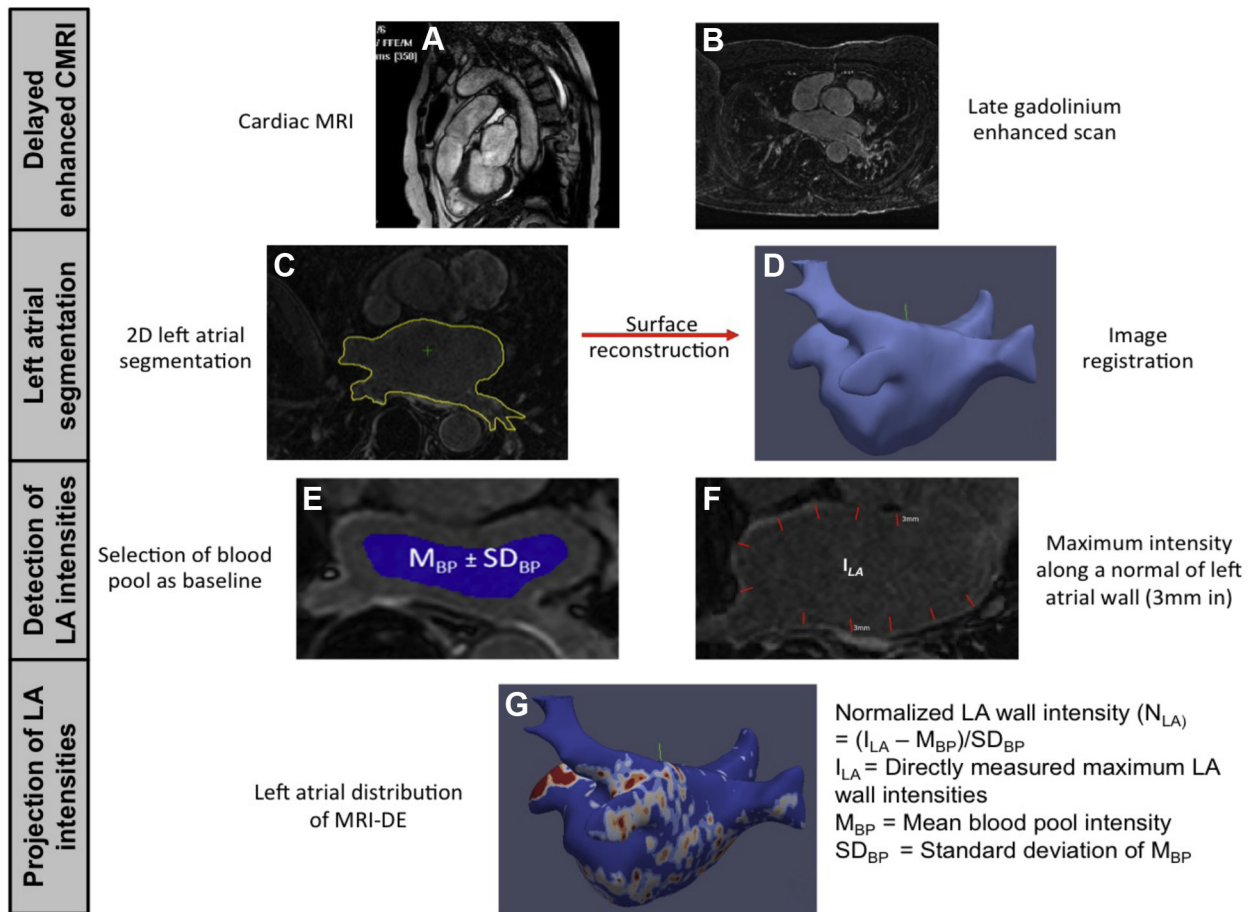 Delayed
enhanced CMRI
Cardiac MRI
/6
/ FFE/M
ms [350]
A
B
Late gadolinium
enhanced scan
Left atrial
segmentation
2D left atrial
segmentation
C
Surface
reconstruction
D
Image
registration
Detection of
LA intensities
Selection of blood
pool as baseline
E
M_BP ± SD_BP
F
3mm
I_LA
3mm
Maximum intensity
along a normal of left
atrial wall (3mm in)
Projection of LA
intensities
Left atrial distribution
of MRI-DE
G
Normalized LA wall intensity (N_LA)
= (I_LA – M_BP)/SD_BP
I_LA = Directly measured maximum LA
wall intensities
M_BP = Mean blood pool intensity
SD_BP = Standard deviation of M_BP